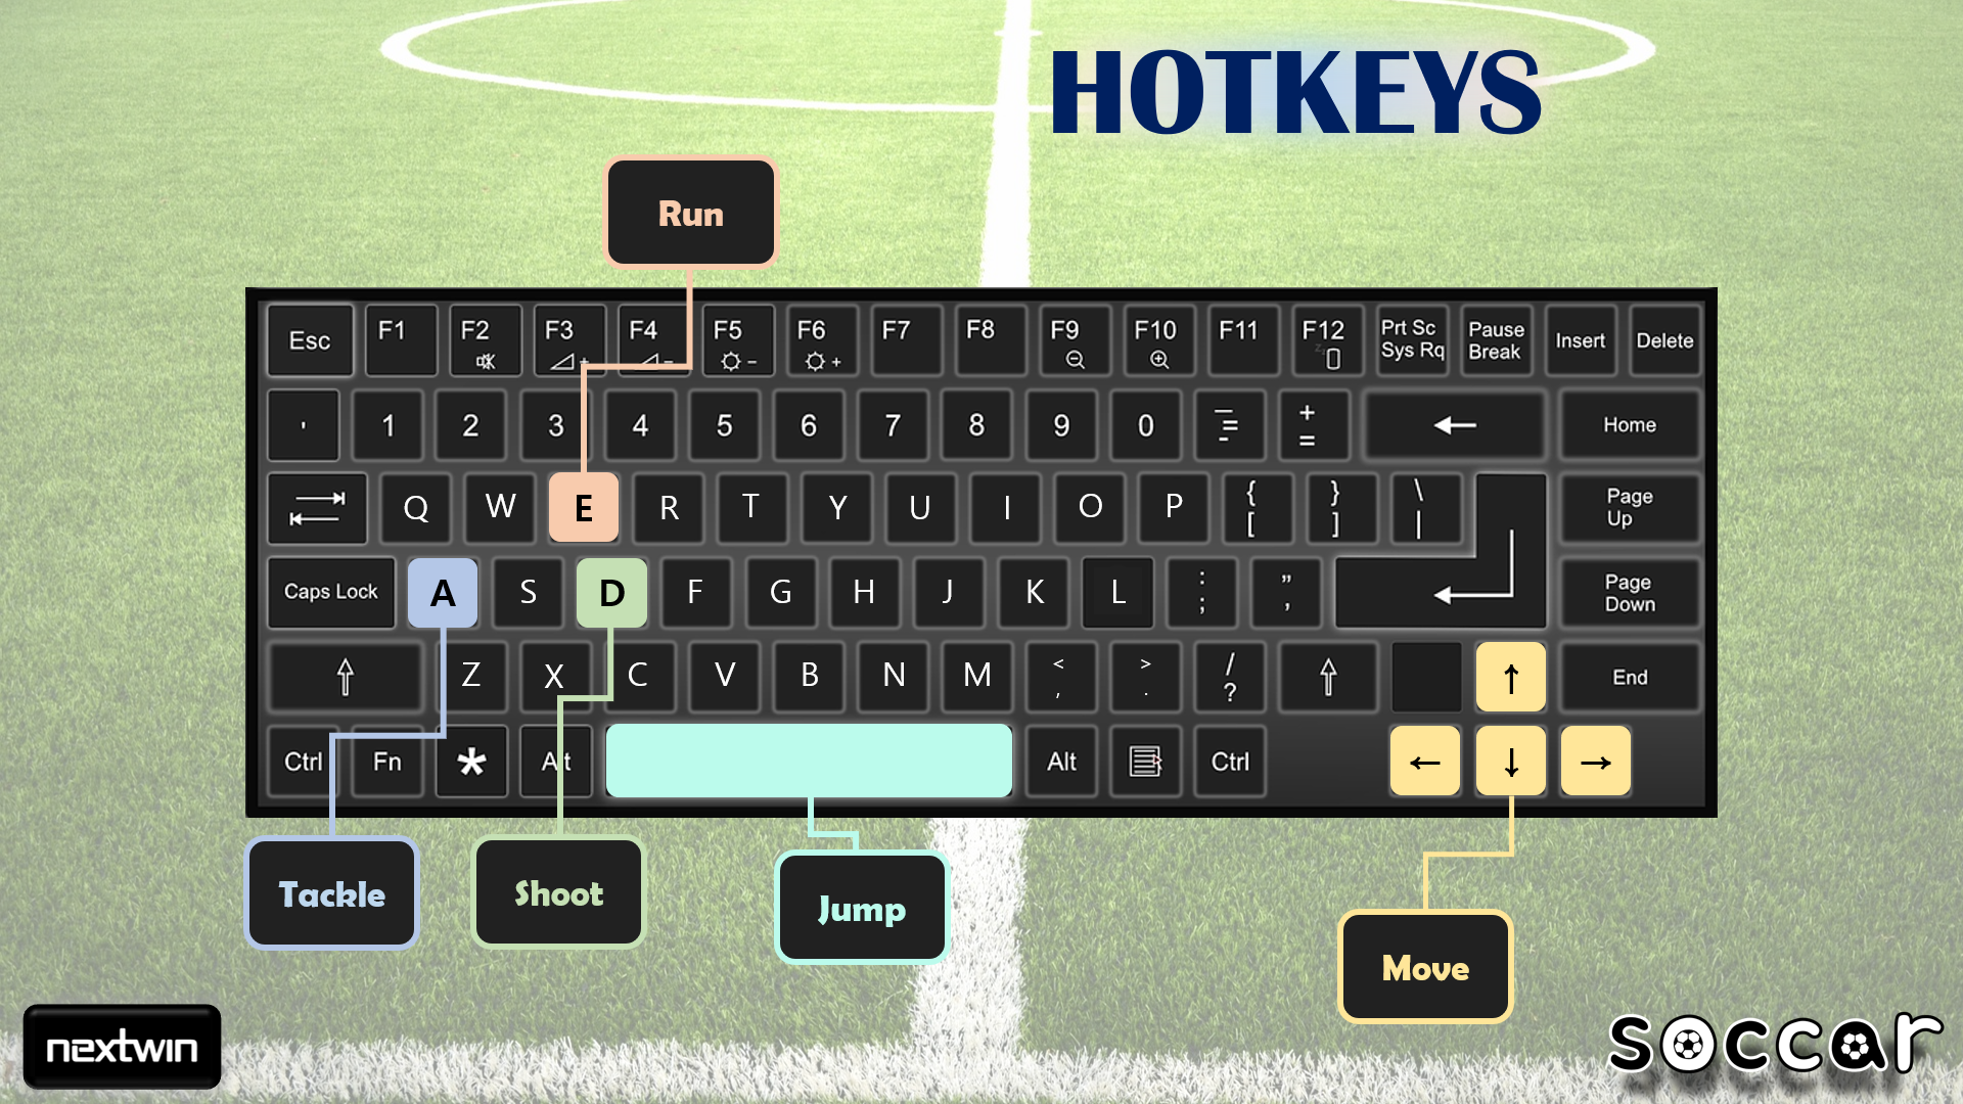 HOTKEYS
Run
Esc F1 F2 F3 F4 F5 F6 F7 F8 F9 F10 F11 F12 Prt Sc Sys Rq Pause Break Insert Delete
' 1 2 3 4 5 6 7 8 9 0 + = ← Home
Q W E R T Y U I O P { [ } ] \ | Page Up
Caps Lock A S D F G H J K L : ; " , Page Down
Z X C V B N M < , > . / ? ↑ End
Ctrl Fn * Alt Alt Ctrl ← ↓ →
Tackle
Shoot
Jump
Move
nextwin
soccar